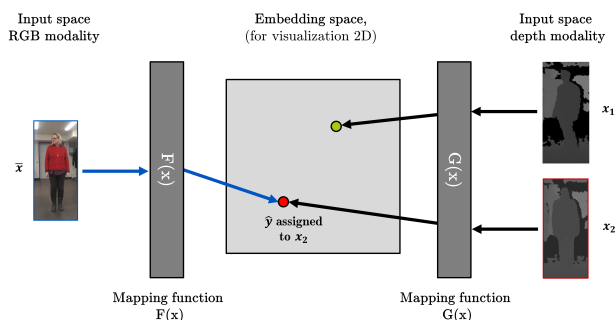 Input space
RGB modality
Embedding space,
(for visualization 2D)
Input space
depth modality
x̅
F(x)
G(x)
x₁
x₂
ŷ assigned
to x₂
Mapping function
F(x)
Mapping function
G(x)